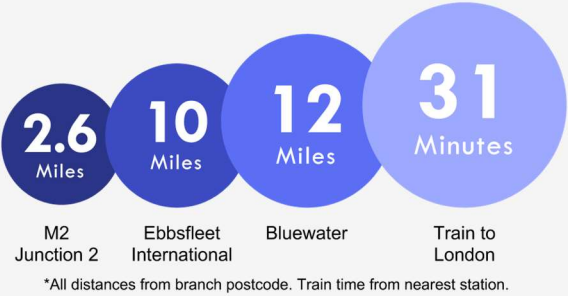 2.6
Miles
10
Miles
12
Miles
31
Minutes
M2
Junction 2
Ebbsfleet
International
Bluewater
Train to
London
*All distances from branch postcode. Train time from nearest station.